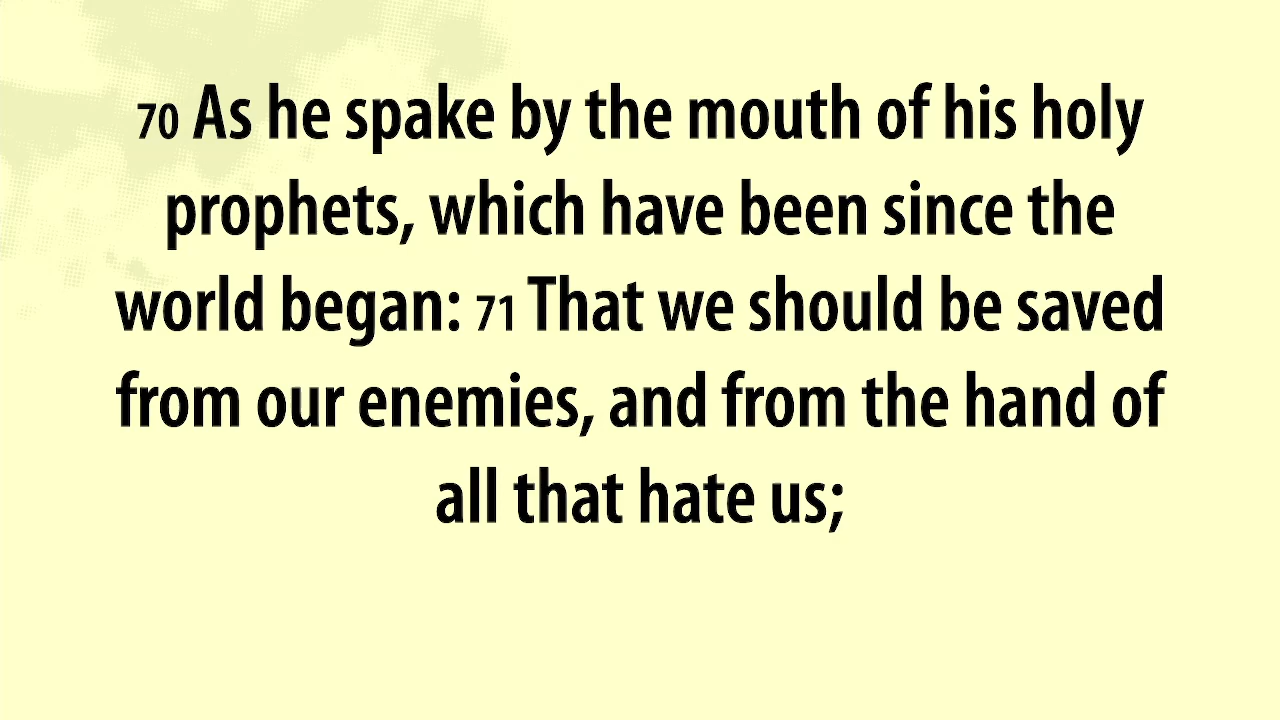 70 As he spake by the mouth of his holy
prophets, which have been since the
world began: 71 That we should be saved
from our enemies, and from the hand of
all that hate us;